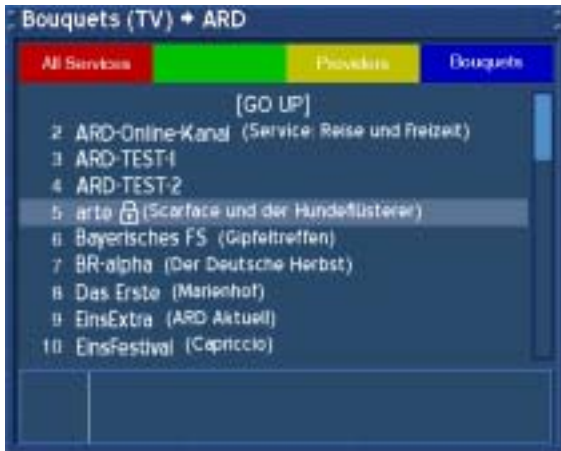 Bouquets (TV) → ARD
All Services Providers Bouquets
[GO UP]
2 ARD-Online-Kanal (Service: Reise und Freizeit)
3 ARD-TEST-1
4 ARD-TEST-2
5 arte (Scarface und der Hundeflüsterer)
6 Bayerisches FS (Gipfeltreffen)
7 BR-alpha (Der Deutsche Herbst)
8 Das Erste (Marienhof)
9 EinsExtra (ARD Aktuell)
10 EinsFestival (Capriccio)